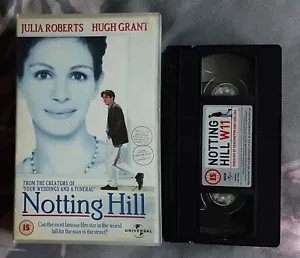 JULIA ROBERTS HUGH GRANT
Notting Hill
FROM THE CREATORS OF
'FOUR WEDDINGS AND A FUNERAL'
15
Can the most famous film star in the world
fall for the man in the street?
UNIVERSAL
NOTTING
HILL W11
15